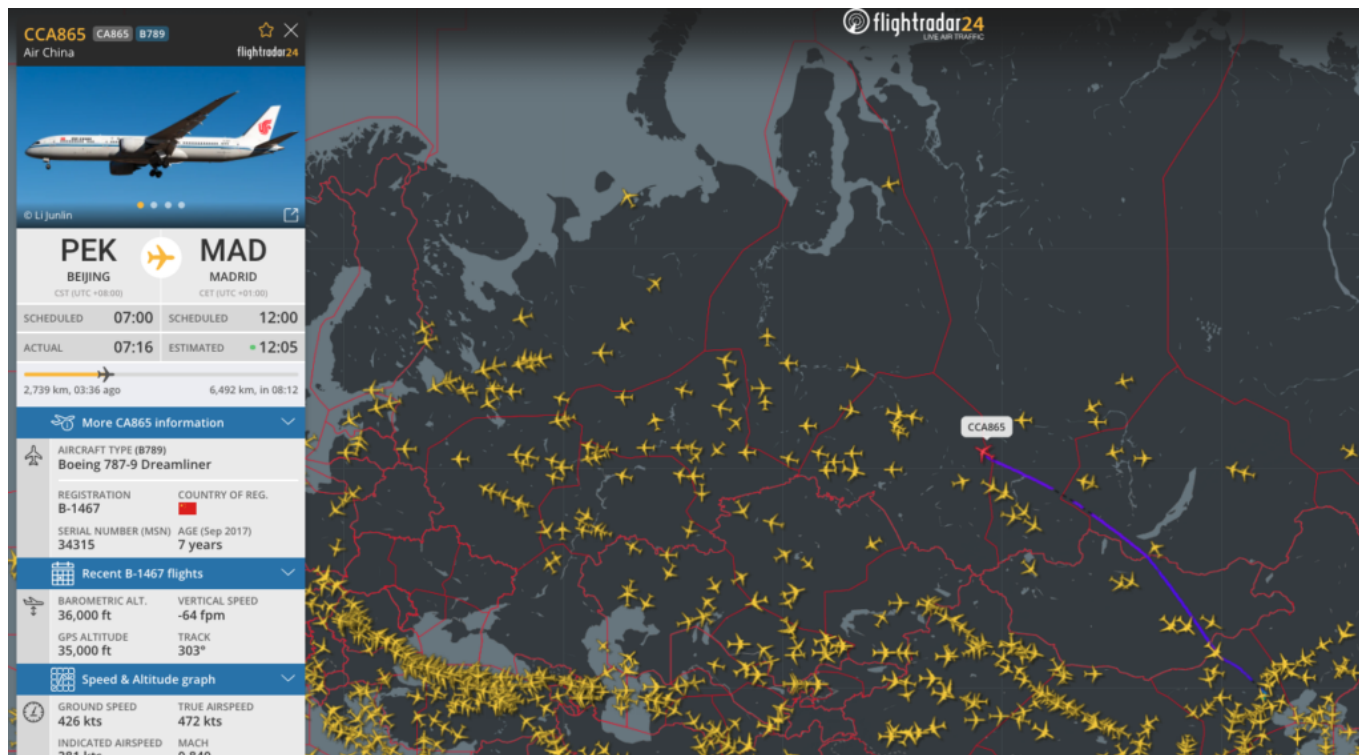 CCA865 CA865 B789
Air China
flightradar24
© Li Junlin
PEK MAD
BEIJING MADRID
CST (UTC +08:00) CET (UTC +01:00)
SCHEDULED 07:00 SCHEDULED 12:00
ACTUAL 07:16 ESTIMATED 12:05
2,739 km, 03:36 ago 6,492 km, in 08:12
More CA865 information
AIRCRAFT TYPE (B789)
Boeing 787-9 Dreamliner
REGISTRATION COUNTRY OF REG.
B-1467
SERIAL NUMBER (MSN) AGE (Sep 2017)
34315 7 years
Recent B-1467 flights
BAROMETRIC ALT. VERTICAL SPEED
36,000 ft -64 fpm
GPS ALTITUDE TRACK
35,000 ft 303°
Speed & Altitude graph
GROUND SPEED TRUE AIRSPEED
426 kts 472 kts
INDICATED AIRSPEED MACH
flightradar24
LIVE AIR TRAFFIC
CCA865